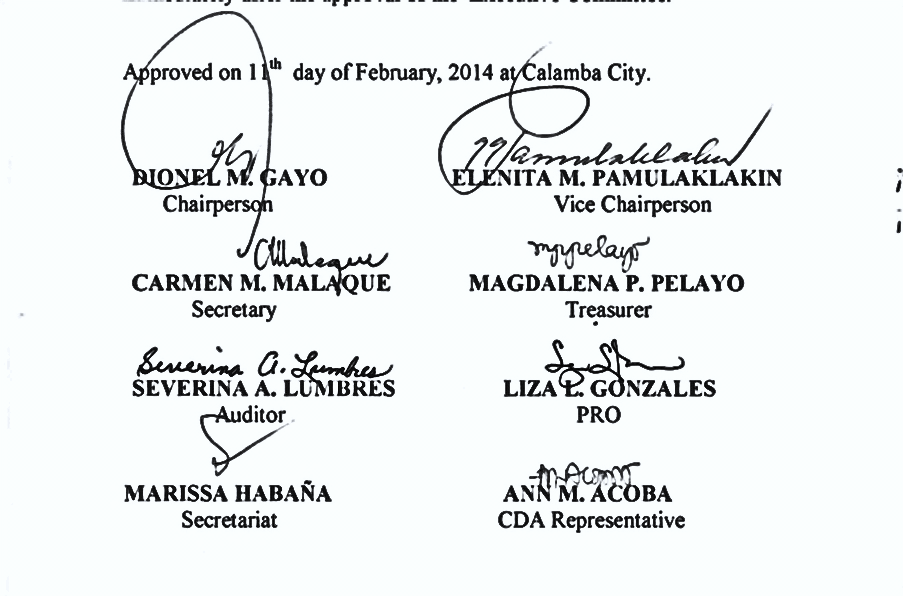 Approved on 11th day of February, 2014 at Calamba City.
DIONEL M. GAYO
Chairperson
ELENITA M. PAMULAKLAKIN
Vice Chairperson
CARMEN M. MALAQUE
Secretary
MAGDALENA P. PELAYO
Treasurer
Severina A. Lumbres
SEVERINA A. LUMBRES
Auditor
LIZA L. GONZALES
PRO
MARISSA HABAÑA
Secretariat
ANN M. ACOBA
CDA Representative